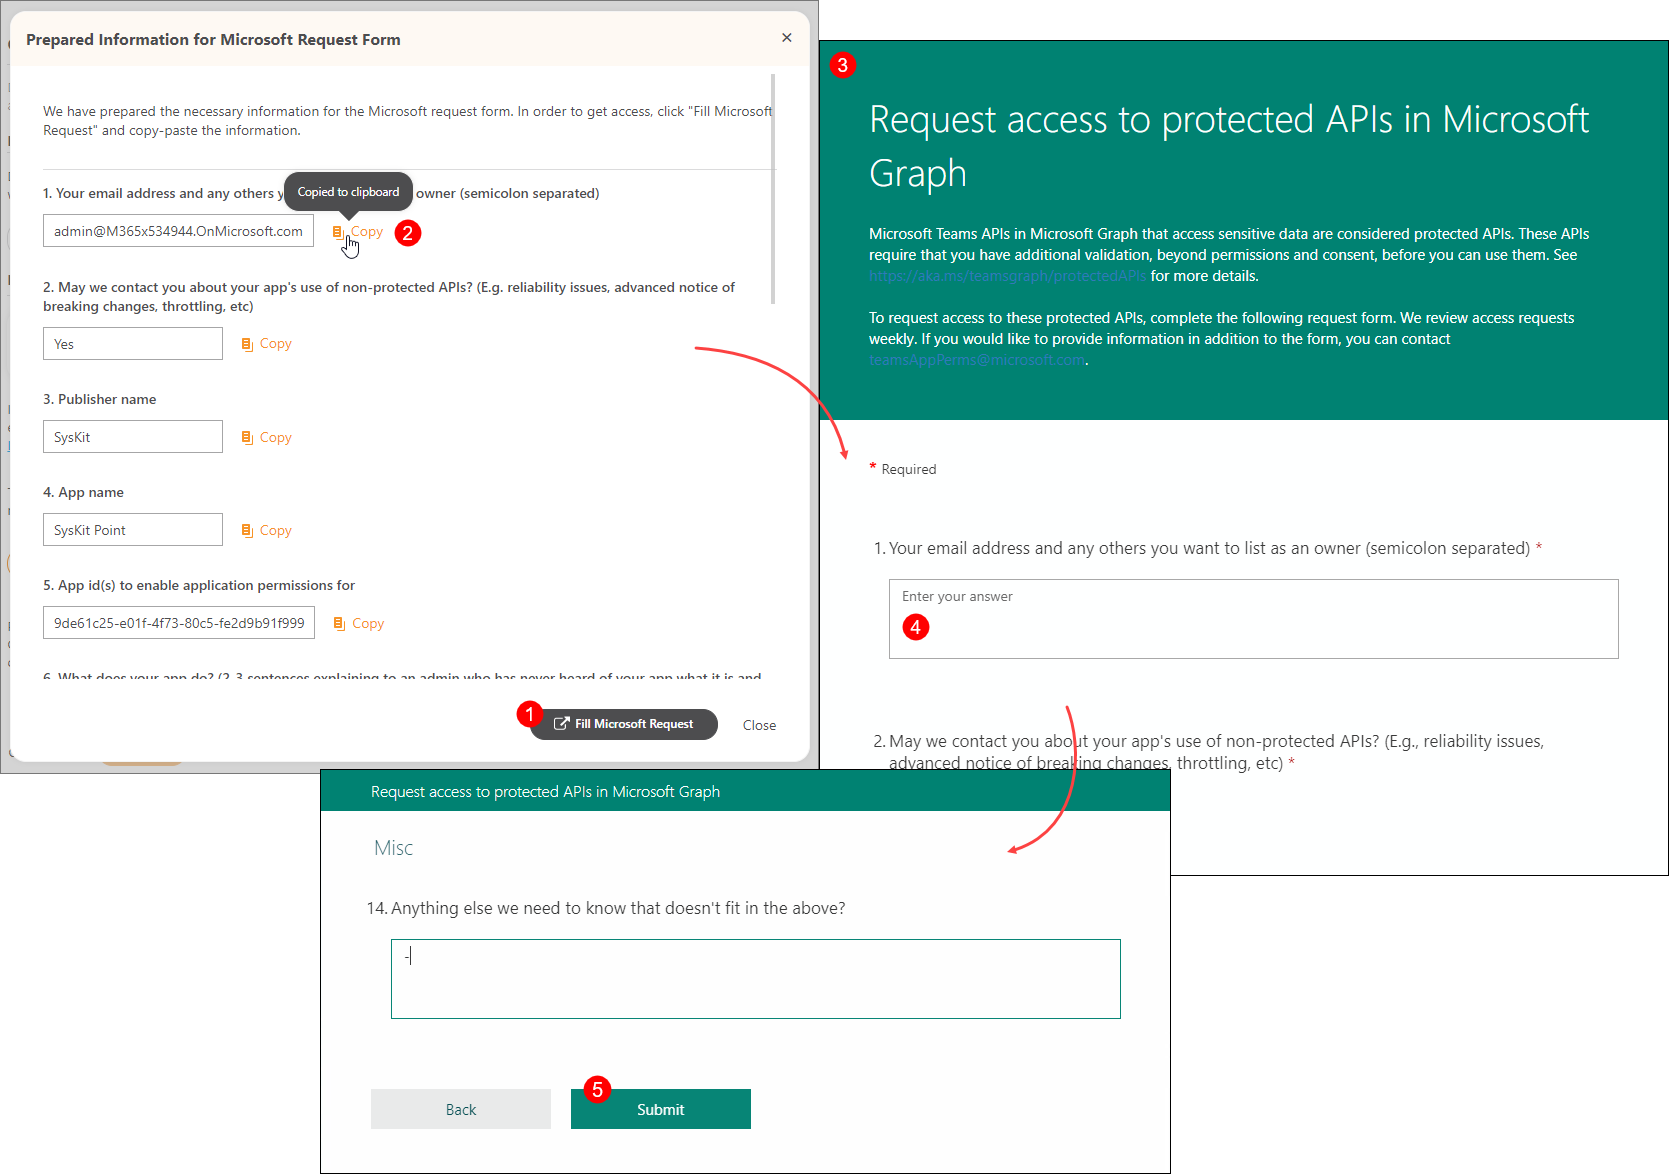 Prepared Information for Microsoft Request Form
We have prepared the necessary information for the Microsoft request form. In order to get access, click "Fill Microsoft
Request" and copy-paste the information.
Copied to clipboard
1. Your email address and any others y owner (semicolon separated)
admin@M365x534944.OnMicrosoft.com
Copy
2
2. May we contact you about your app's use of non-protected APIs? (E.g. reliability issues, advanced notice of
breaking changes, throttling, etc)
Yes
Copy
3. Publisher name
SysKit
Copy
4. App name
SysKit Point
Copy
5. App id(s) to enable application permissions for
9de61c25-e01f-4f73-80c5-fe2d9b91f999
Copy
6. What does your app do? (2-3 sentences explaining to an admin who has never heard of your app what it is and
1
Fill Microsoft Request
Close
3
Request access to protected APIs in Microsoft
Graph
Microsoft Teams APIs in Microsoft Graph that access sensitive data are considered protected APIs. These APIs
require that you have additional validation, beyond permissions and consent, before you can use them. See
https://aka.ms/teamsgraph/protectedAPIs for more details.
To request access to these protected APIs, complete the following request form. We review access requests
weekly. If you would like to provide information in addition to the form, you can contact
teamsAppPerms@microsoft.com.
* Required
1. Your email address and any others you want to list as an owner (semicolon separated) *
Enter your answer
4
2. May we contact you about your app's use of non-protected APIs? (E.g., reliability issues,
advanced notice of breaking changes, throttling, etc) *
Request access to protected APIs in Microsoft Graph
Misc
14. Anything else we need to know that doesn't fit in the above?
-
Back
5
Submit